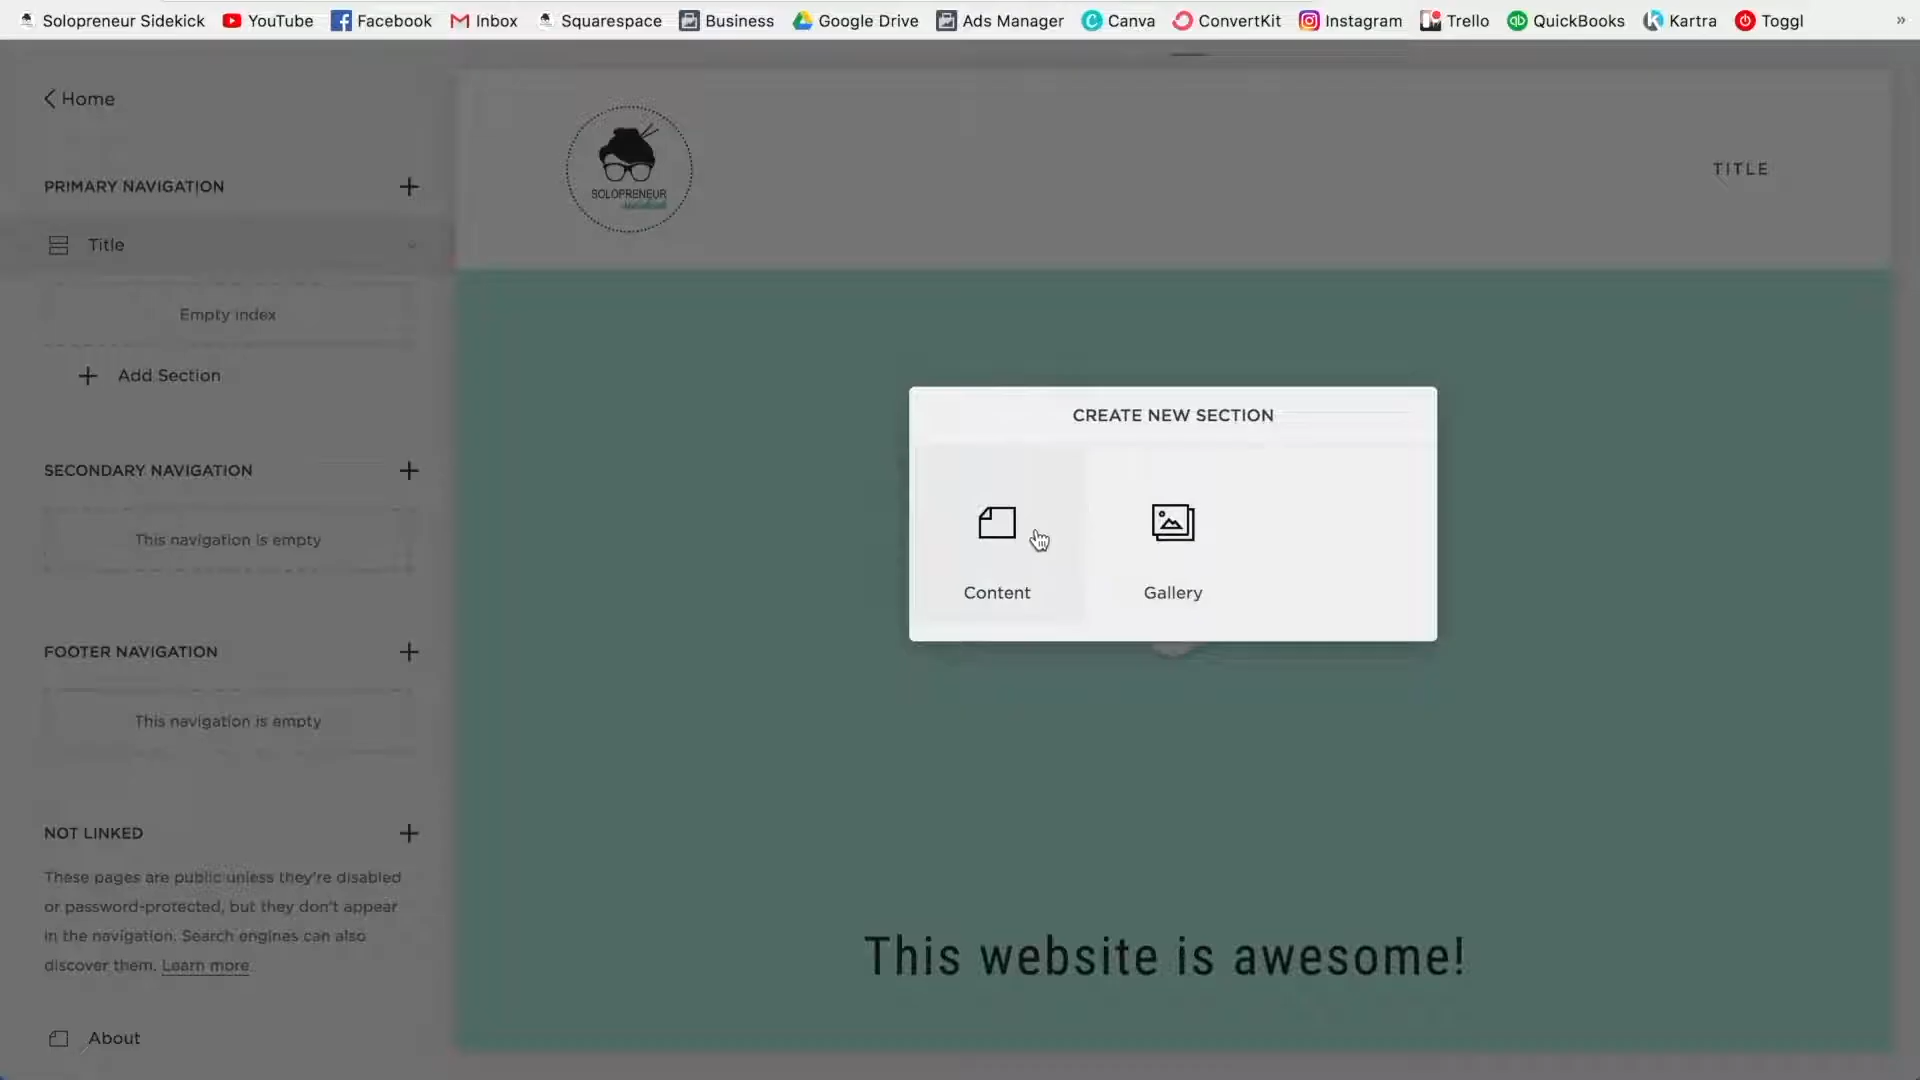 Solopreneur Sidekick YouTube Facebook Inbox Squarespace Business Google Drive Ads Manager Canva ConvertKit Instagram Trello QuickBooks Kartra Toggl »
Home
PRIMARY NAVIGATION
Title
Empty index
Add Section
SECONDARY NAVIGATION
This navigation is empty
FOOTER NAVIGATION
This navigation is empty
NOT LINKED
These pages are public unless they're disabled
or password-protected, but they don't appear
in the navigation. Search engines can also
discover them. Learn more.
About
SOLOPRENEUR
sidekick
TITLE
CREATE NEW SECTION
Content
Gallery
This website is awesome!